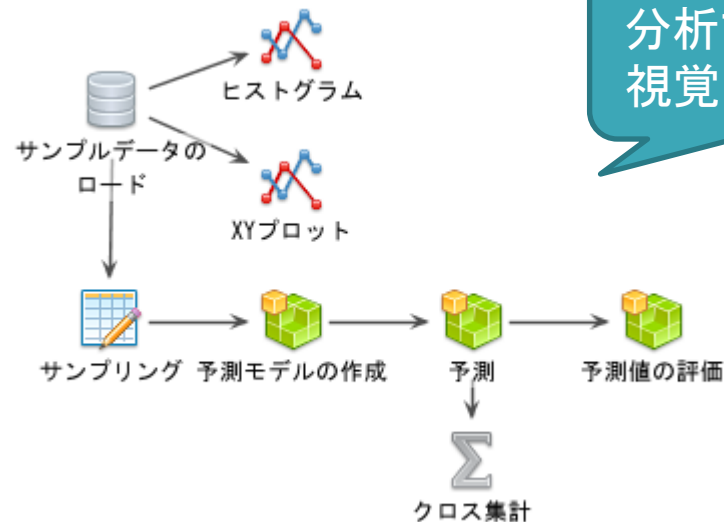 分析
視覚
ヒストグラム
サンプルデータの
ロード
XYプロット
サンプリング
予測モデルの作成
予測
予測値の評価
クロス集計